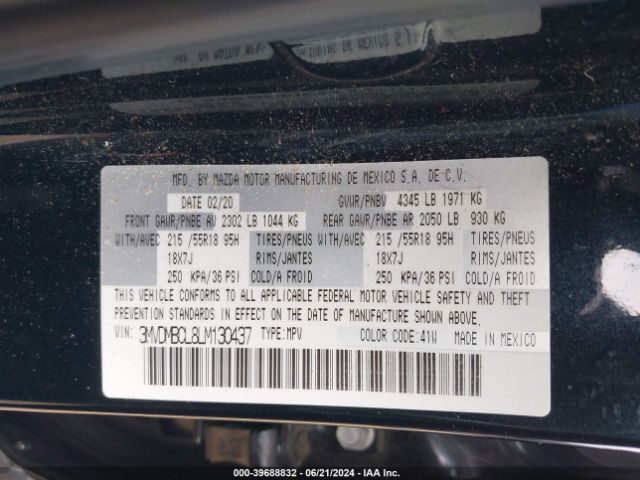 MFD. BY MAZDA MOTOR MANUFACTURING DE MEXICO S.A. DE C.V.
DATE 02/20 GVWR/PNBV 4345 LB 1971 KG
FRONT GAWR/PNBE AV 2302 LB 1044 KG REAR GAWR/PNBE AR 2050 LB 930 KG
WITH/AVEC 215 /55R18 95H TIRES/PNEUS WITH/AVEC 215 /55R18 95H TIRES/PNEUS
18X7J RIMS/JANTES 18X7J RIMS/JANTES
250 KPA/36 PSI COLD/A FROID 250 KPA/36 PSI COLD/A FROID
THIS VEHICLE CONFORMS TO ALL APPLICABLE FEDERAL MOTOR VEHICLE SAFETY AND THEFT
PREVENTION STANDARDS IN EFFECT ON THE DATE OF MANUFACTURE SHOWN ABOVE.
VIN: 3MVDMBCL8LM130437 TYPE:MPV COLOR CODE:41W MADE IN MEXICO
000-39688832 - 06/21/2024 - IAA Inc.